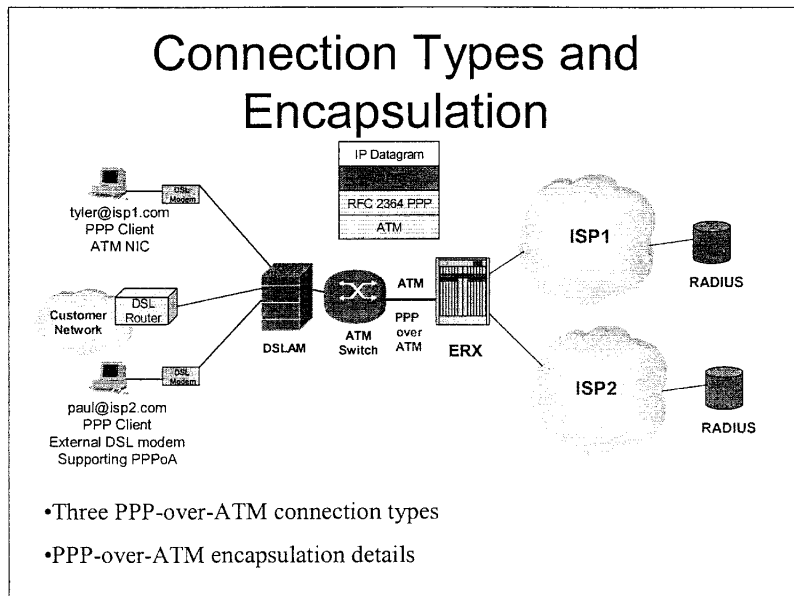 Connection Types and
Encapsulation
IP Datagram
RFC 2364 PPP
ATM
DSL
Modem
tyler@isp1.com
PPP Client
ATM NIC
Customer
Network
DSL
Router
DSL
Modem
paul@isp2.com
PPP Client
External DSL modem
Supporting PPPoA
DSLAM
ATM
Switch
ATM
PPP
over
ATM
ERX
ISP1
RADIUS
ISP2
RADIUS
•Three PPP-over-ATM connection types
•PPP-over-ATM encapsulation details